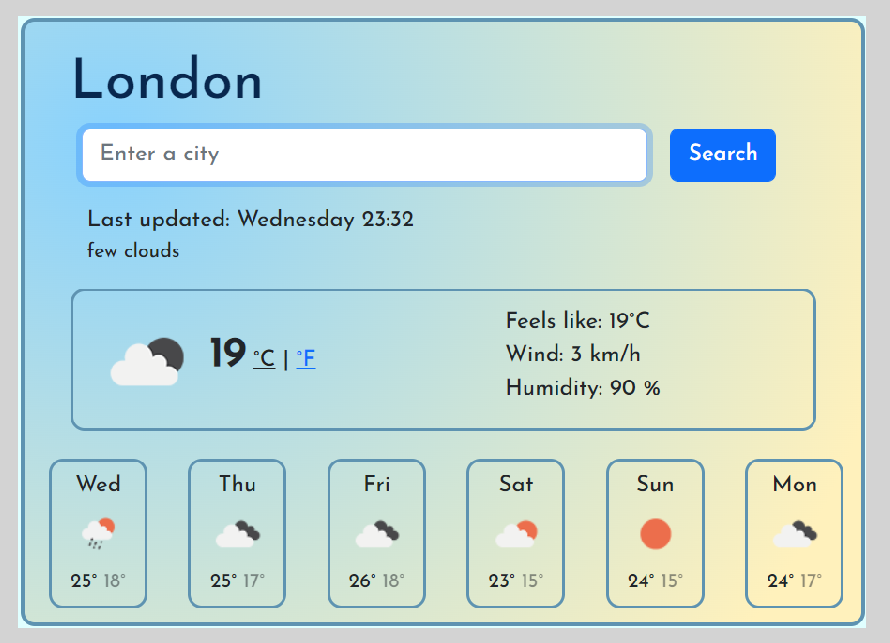 London
Enter a city
Search
Last updated: Wednesday 23:32
few clouds
19 °C | °F
Feels like: 19°C
Wind: 3 km/h
Humidity: 90 %
Wed
25° 18°
Thu
25° 17°
Fri
26° 18°
Sat
23° 15°
Sun
24° 15°
Mon
24° 17°